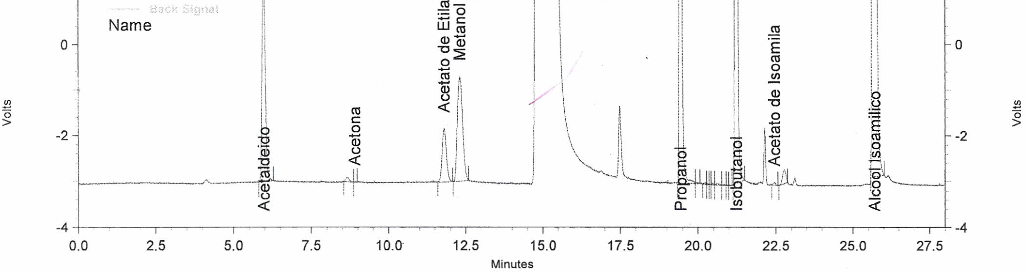 Back Signal
Name
0
-2
-4
Volts
Acetaldeido
Acetona
Acetato de Etila
Metanol
Propanol
Isobutanol
Acetato de Isoamila
Alcool Isoamilico
0
-2
-4
Volts
0.0 2.5 5.0 7.5 10.0 12.5 15.0 17.5 20.0 22.5 25.0 27.5
Minutes